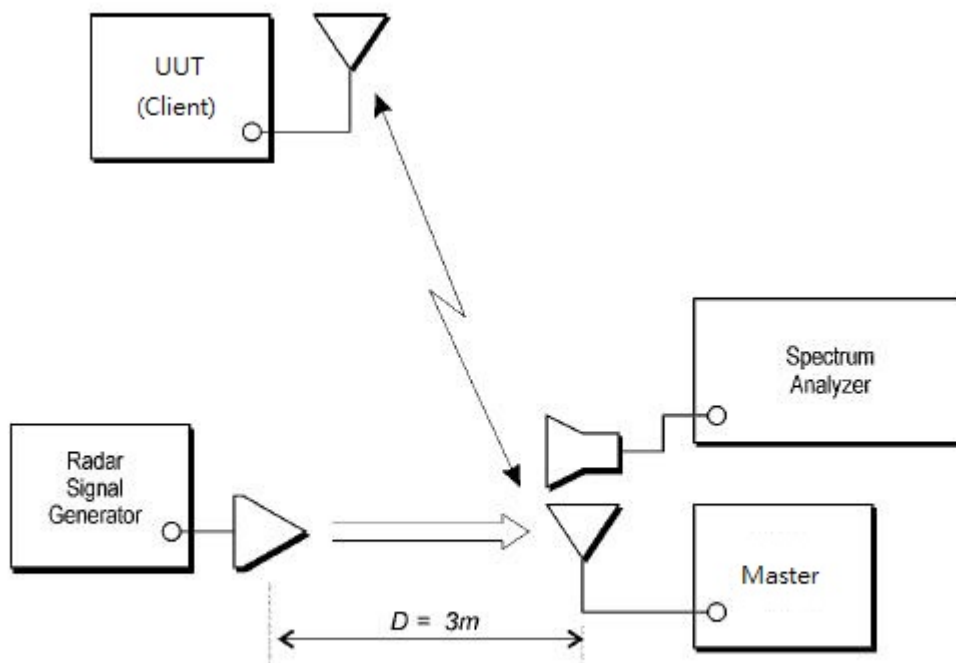 UUT
(Client)
Spectrum
Analyzer
Radar
Signal
Generator
Master
D = 3m